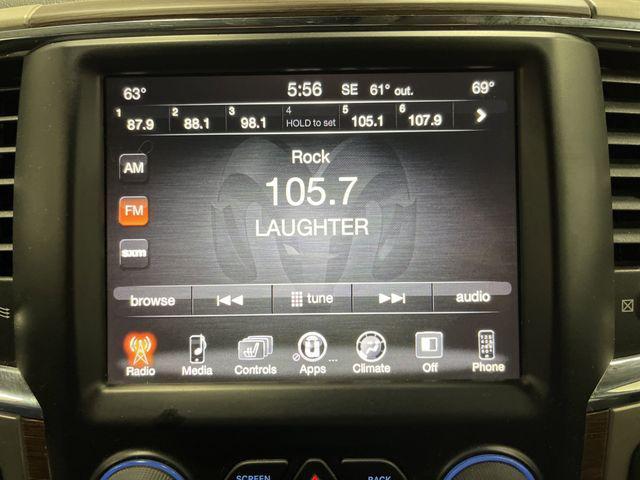 63° 5:56 SE 61° out. 69°
1 87.9 2 88.1 3 98.1 4 HOLD to set 5 105.1 6 107.9
AM
Rock
105.7
FM
LAUGHTER
sxm
browse tune audio
Radio Media Controls Apps Climate Off Phone
SCREEN BACK